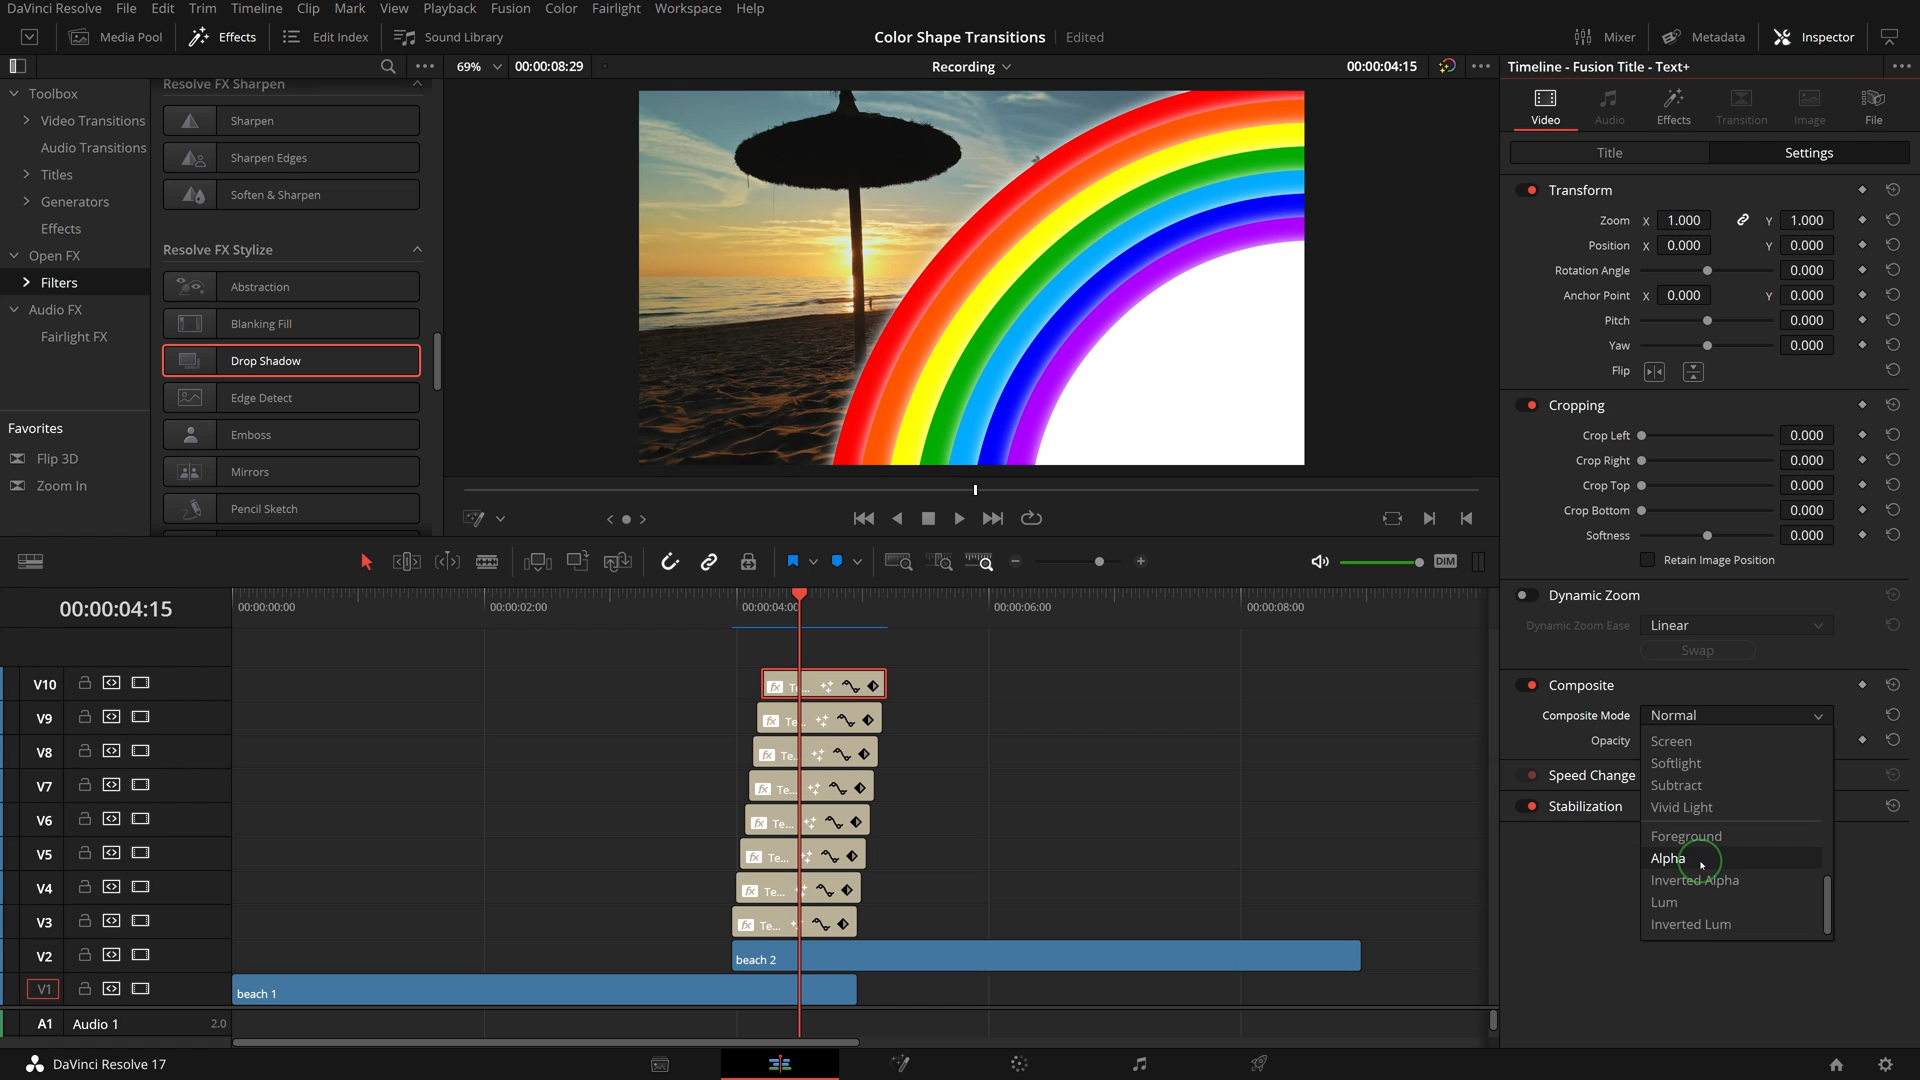 DaVinci Resolve File Edit Trim Timeline Clip Mark View Playback Fusion Color Fairlight Workspace Help
Media Pool Effects Edit Index Sound Library
Color Shape Transitions Edited
Mixer Metadata Inspector
69% 00:00:08:29 Recording 00:00:04:15
Timeline - Fusion Title - Text+
Toolbox
Video Transitions
Audio Transitions
Titles
Generators
Effects
Open FX
Filters
Audio FX
Fairlight FX
Favorites
Flip 3D
Zoom In
Resolve FX Sharpen
Sharpen
Sharpen Edges
Soften & Sharpen
Resolve FX Stylize
Abstraction
Blanking Fill
Drop Shadow
Edge Detect
Emboss
Mirrors
Pencil Sketch
Video Audio Effects Transition Image File
Title Settings
Transform
Zoom X 1.000 Y 1.000
Position X 0.000 Y 0.000
Rotation Angle 0.000
Anchor Point X 0.000 Y 0.000
Pitch 0.000
Yaw 0.000
Flip
Cropping
Crop Left 0.000
Crop Right 0.000
Crop Top 0.000
Crop Bottom 0.000
Softness 0.000
Retain Image Position
Dynamic Zoom
Dynamic Zoom Ease Linear
Swap
Composite
Composite Mode Normal
Opacity
Speed Change
Stabilization
Screen
Softlight
Subtract
Vivid Light
Foreground
Alpha
Inverted Alpha
Lum
Inverted Lum
DIM
00:00:04:15
00:00:00:00 00:00:02:00 00:00:04:00 00:00:06:00 00:00:08:00
V10 Te...
V9 Te...
V8 Te...
V7 Te...
V6 Te...
V5 Te...
V4 Te...
V3 Te...
V2 beach 2
V1 beach 1
A1 Audio 1 2.0
DaVinci Resolve 17